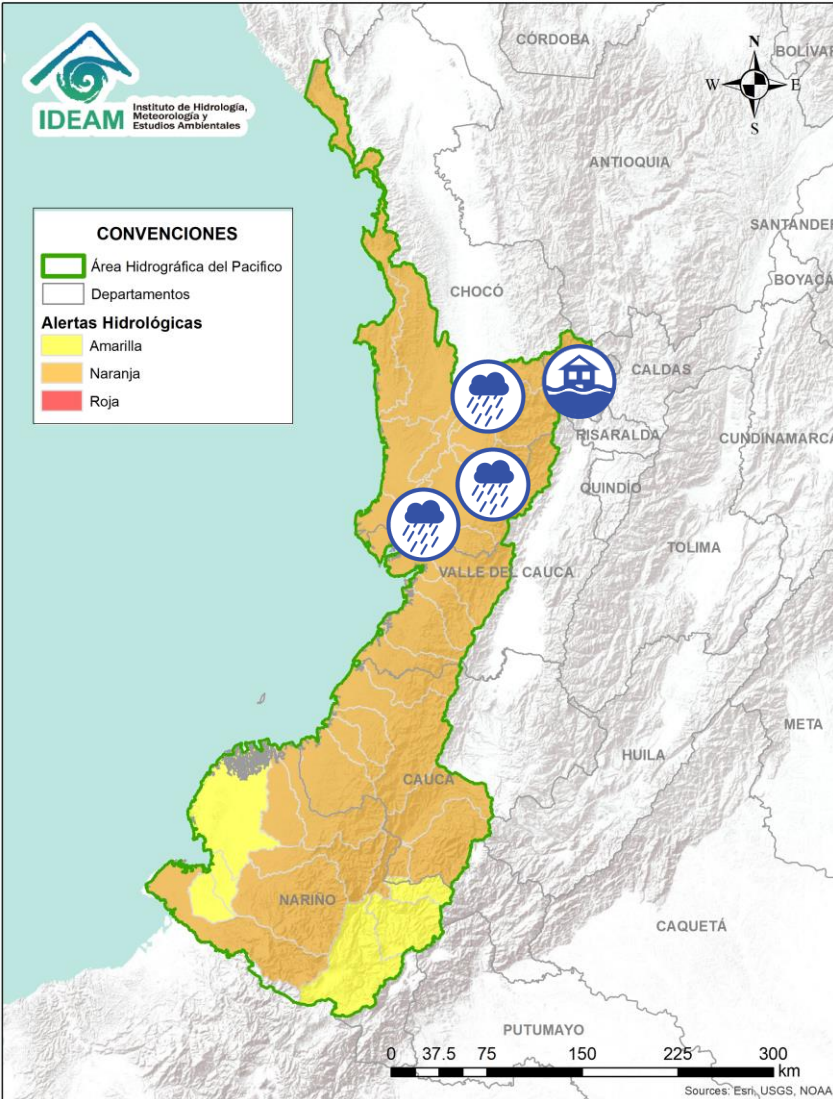 IDEAM
Instituto de Hidrología,
Meteorología y
Estudios Ambientales
N
W
E
S
CÓRDOBA
BOLÍVAR
ANTIOQUIA
SANTANDER
BOYACÁ
CHOCÓ
CONVENCIONES
Área Hidrográfica del Pacifico
Departamentos
Alertas Hidrológicas
Amarilla
Naranja
Roja
CALDAS
RISARALDA
CUNDINAMARCA
QUINDÍO
TOLIMA
VALLE DEL CAUCA
META
HUILA
CAUCA
NARIÑO
CAQUETÁ
PUTUMAYO
0 37.5 75 150 225 300
km
Sources: Esri, USGS, NOAA